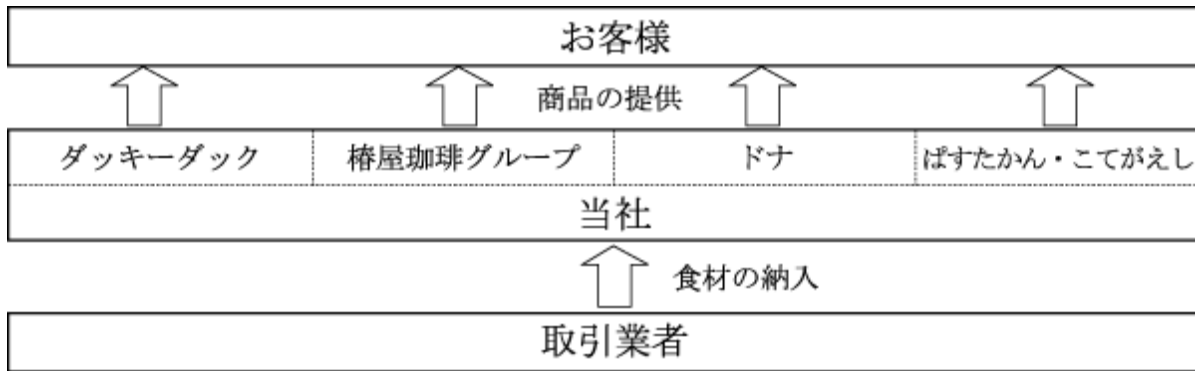 お客様
商品の提供
ダッキーダック 椿屋珈琲グループ ドナ ぱすたかん・こてがえし
当社
食材の納入
取引業者